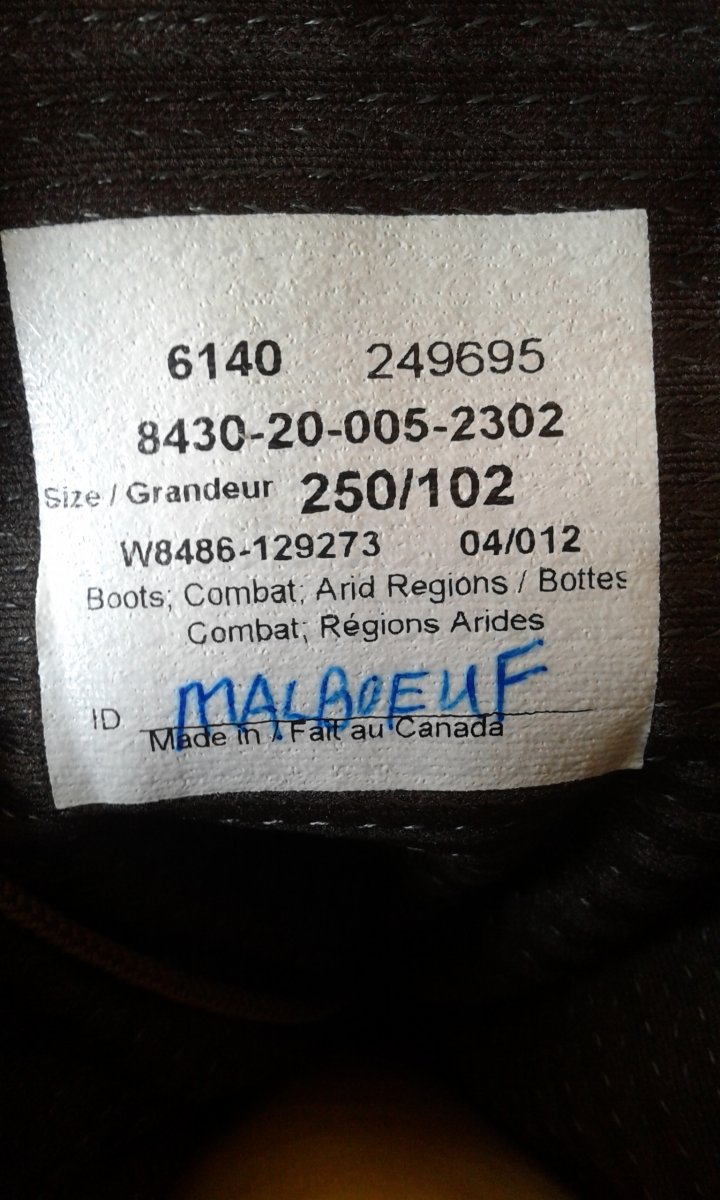 6140 249695
8430-20-005-2302
Size / Grandeur 250/102
W8486-129273 04/012
Boots; Combat; Arid Regions / Bottes
Combat; Régions Arides
ID MALBOEUF
Made in / Fait au Canada